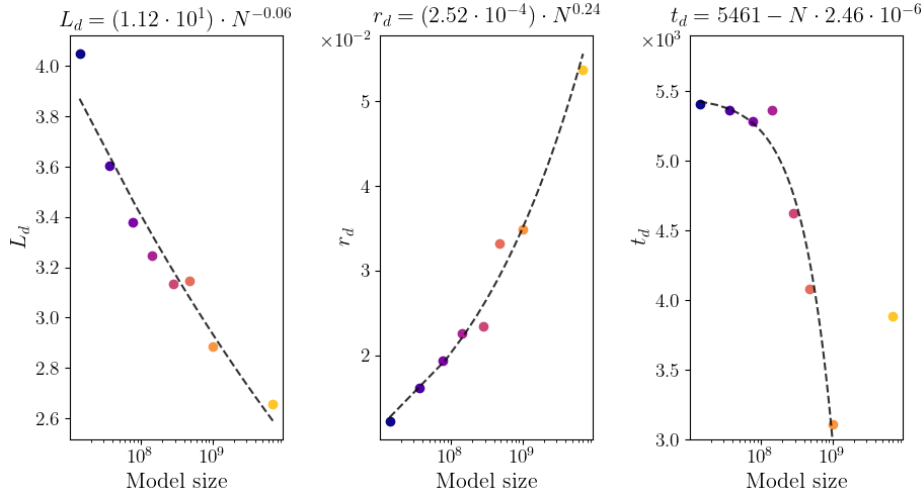 L_d = (1.12 · 10^1) · N^{-0.06}
4.0
3.8
3.6
3.4
3.2
3.0
2.8
2.6
L_d
10^8
10^9
Model size
r_d = (2.52 · 10^{-4}) · N^{0.24}
×10^{-2}
5
4
3
2
r_d
10^8
10^9
Model size
t_d = 5461 − N · 2.46 · 10^{-6}
×10^3
5.5
5.0
4.5
4.0
3.5
3.0
t_d
10^8
10^9
Model size